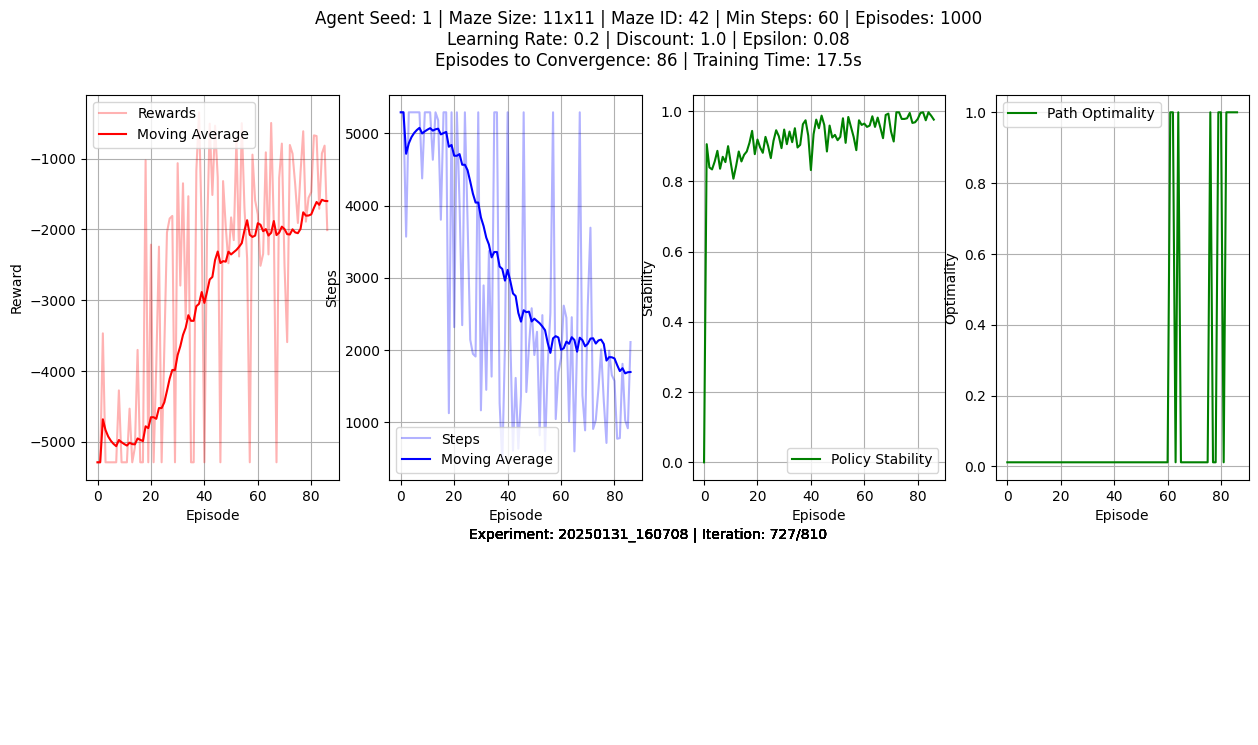 Agent Seed: 1 | Maze Size: 11x11 | Maze ID: 42 | Min Steps: 60 | Episodes: 1000
Learning Rate: 0.2 | Discount: 1.0 | Epsilon: 0.08
Episodes to Convergence: 86 | Training Time: 17.5s
Reward
−1000
−2000
−3000
−4000
−5000
Rewards
Moving Average
0 20 40 60 80
Episode
Steps
5000
4000
3000
2000
1000
Steps
Moving Average
0 20 40 60 80
Episode
Stability
1.0
0.8
0.6
0.4
0.2
0.0
Policy Stability
0 20 40 60 80
Episode
Optimality
1.0
0.8
0.6
0.4
0.2
0.0
Path Optimality
0 20 40 60 80
Episode
Experiment: 20250131_160708 | Iteration: 727/810